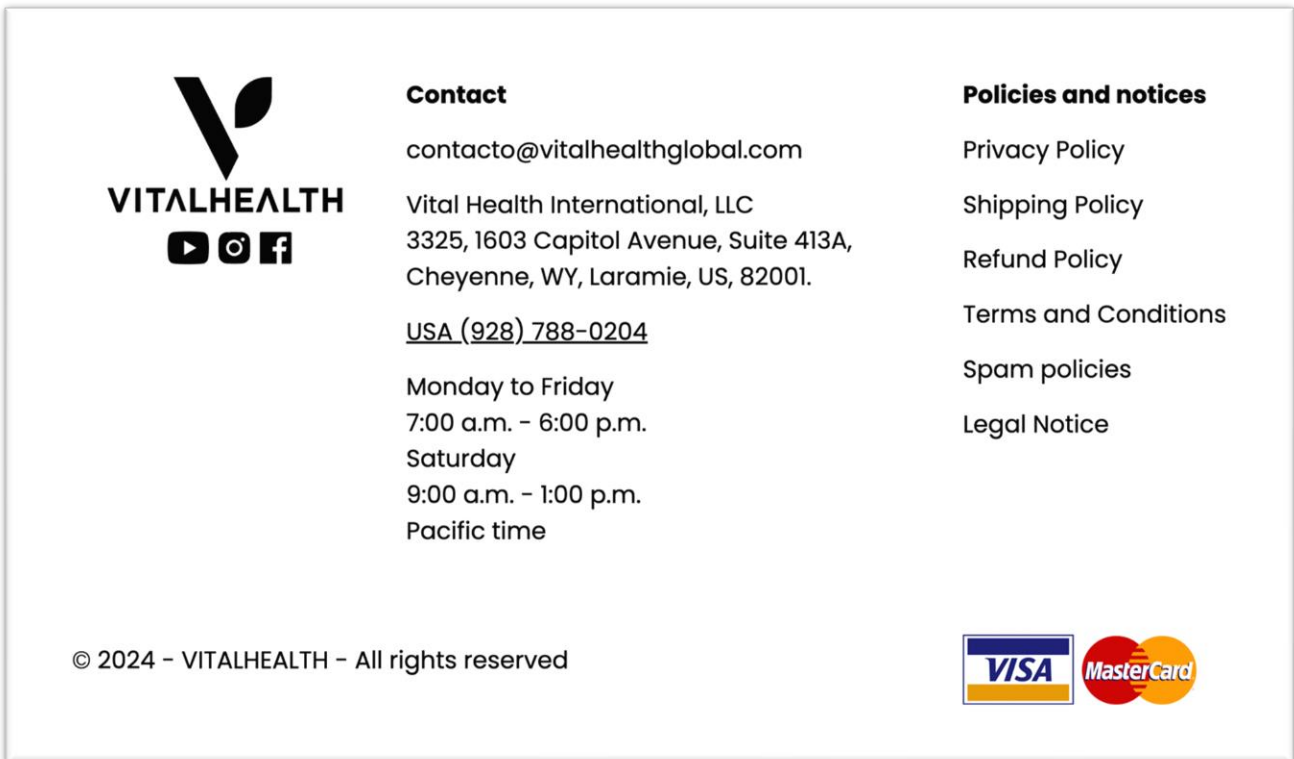 VITALHEALTH
Contact
contacto@vitalhealthglobal.com
Vital Health International, LLC
3325, 1603 Capitol Avenue, Suite 413A,
Cheyenne, WY, Laramie, US, 82001.
USA (928) 788-0204
Monday to Friday
7:00 a.m. - 6:00 p.m.
Saturday
9:00 a.m. - 1:00 p.m.
Pacific time
Policies and notices
Privacy Policy
Shipping Policy
Refund Policy
Terms and Conditions
Spam policies
Legal Notice
© 2024 - VITALHEALTH - All rights reserved
VISA
MasterCard